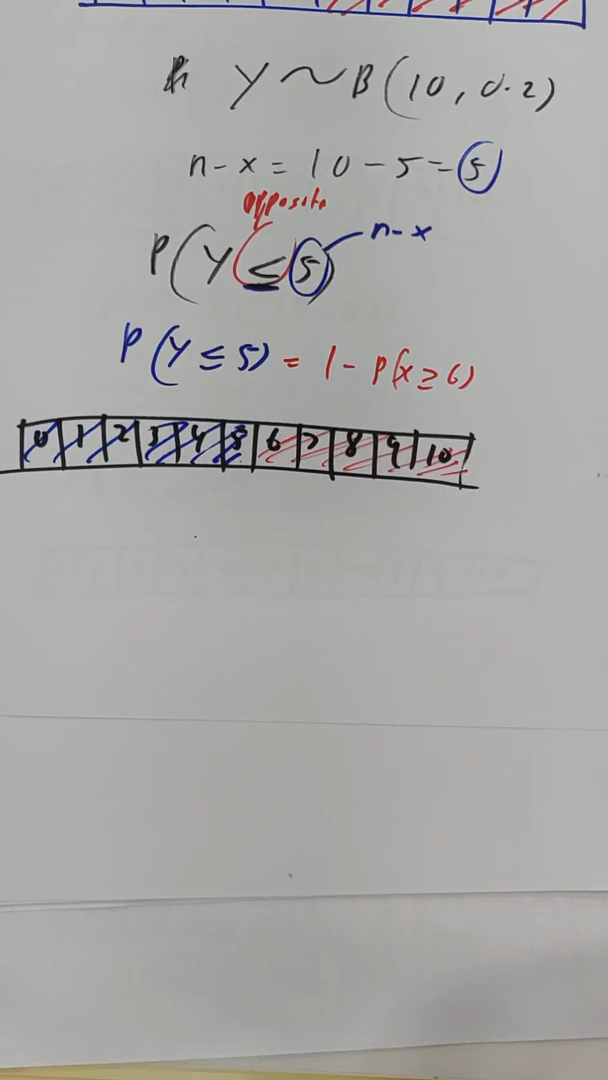 Y ~ B(10, 0.2)
n - x = 10 - 5 = 5
opposite
P(Y ≤ 5) n-x
P(Y ≤ 5) = 1 - P(x ≥ 6)
0 1 2 3 4 5 6 7 8 9 10